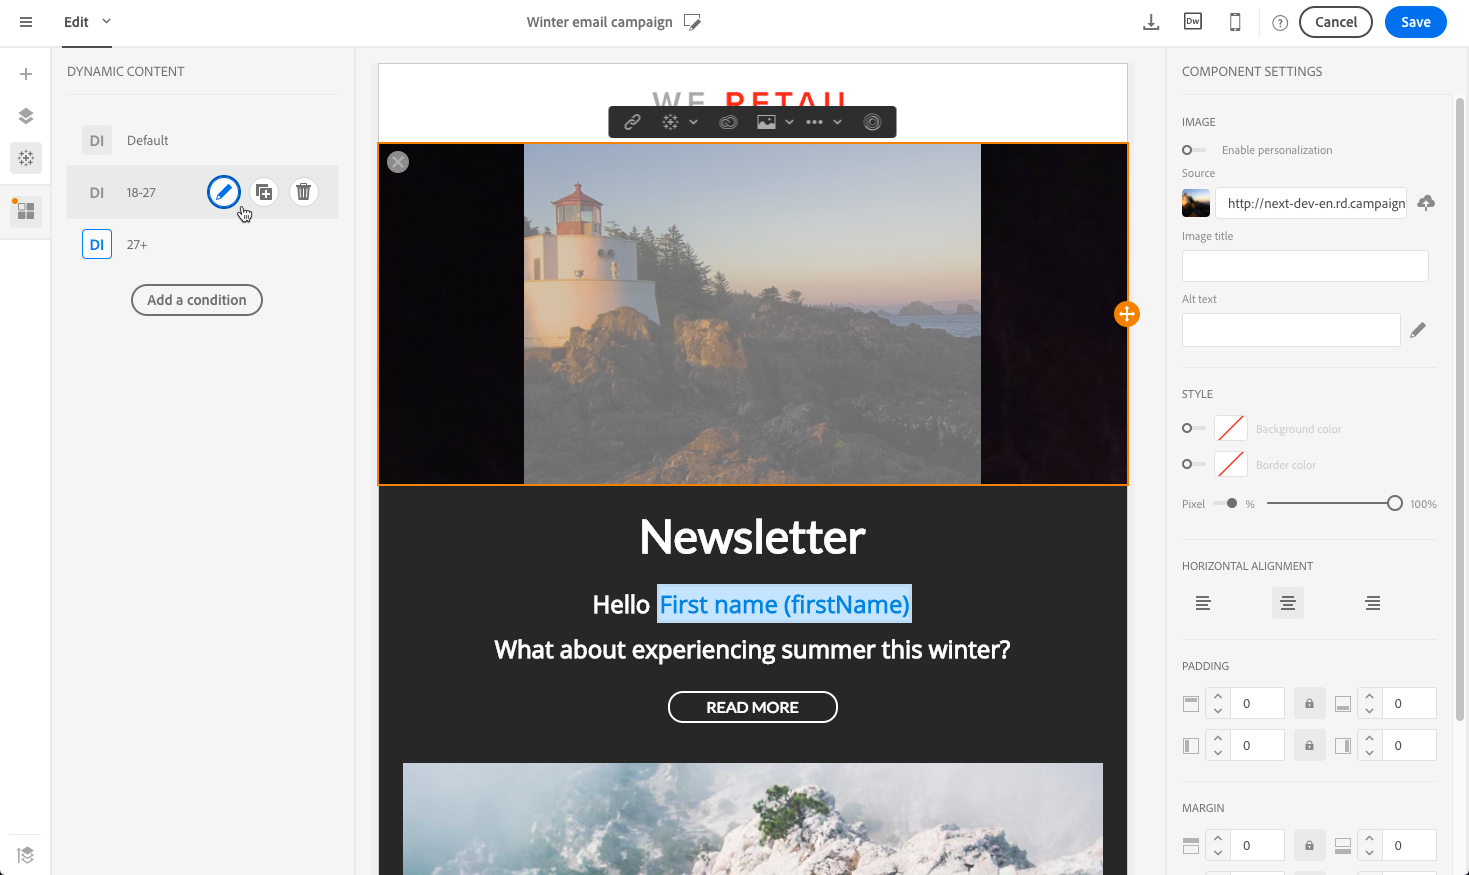 Edit
Winter email campaign
Dw
?
Cancel
Save
DYNAMIC CONTENT
DI Default
DI 18-27
DI 27+
Add a condition
WE RETAIL
Newsletter
Hello First name (firstName)
What about experiencing summer this winter?
READ MORE
COMPONENT SETTINGS
IMAGE
Enable personalization
Source
http://next-dev-en.rd.campaign
Image title
Alt text
STYLE
Background color
Border color
Pixel % 100%
HORIZONTAL ALIGNMENT
PADDING
0 0
0 0
MARGIN
0 0